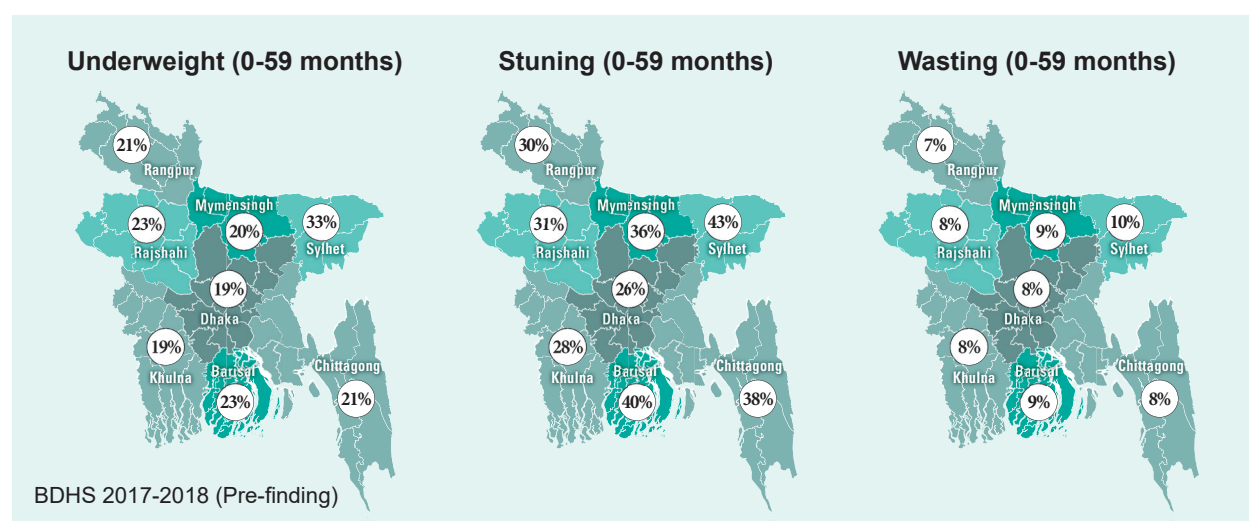 Underweight (0-59 months)
21%
Rangpur
Mymensingh
33%
23%
20%
Rajshahi
Sylhet
19%
Dhaka
19%
Chittagong
Khulna
Barisal
23%
21%
Stuning (0-59 months)
30%
Rangpur
Mymensingh
43%
31%
36%
Rajshahi
Sylhet
26%
Dhaka
28%
Chittagong
Khulna
Barisal
40%
38%
Wasting (0-59 months)
7%
Rangpur
Mymensingh
10%
8%
9%
Rajshahi
Sylhet
8%
Dhaka
8%
Chittagong
Khulna
Barisal
9%
8%
BDHS 2017-2018 (Pre-finding)